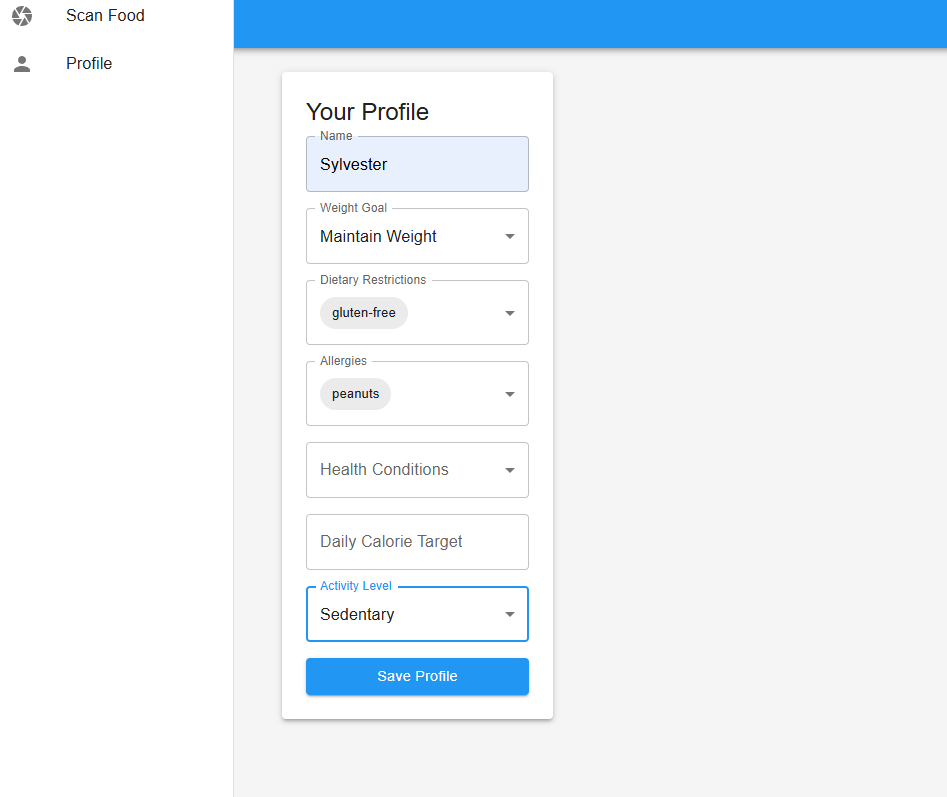 Scan Food
Profile
Your Profile
Name
Sylvester
Weight Goal
Maintain Weight
Dietary Restrictions
gluten-free
Allergies
peanuts
Health Conditions
Daily Calorie Target
Activity Level
Sedentary
Save Profile